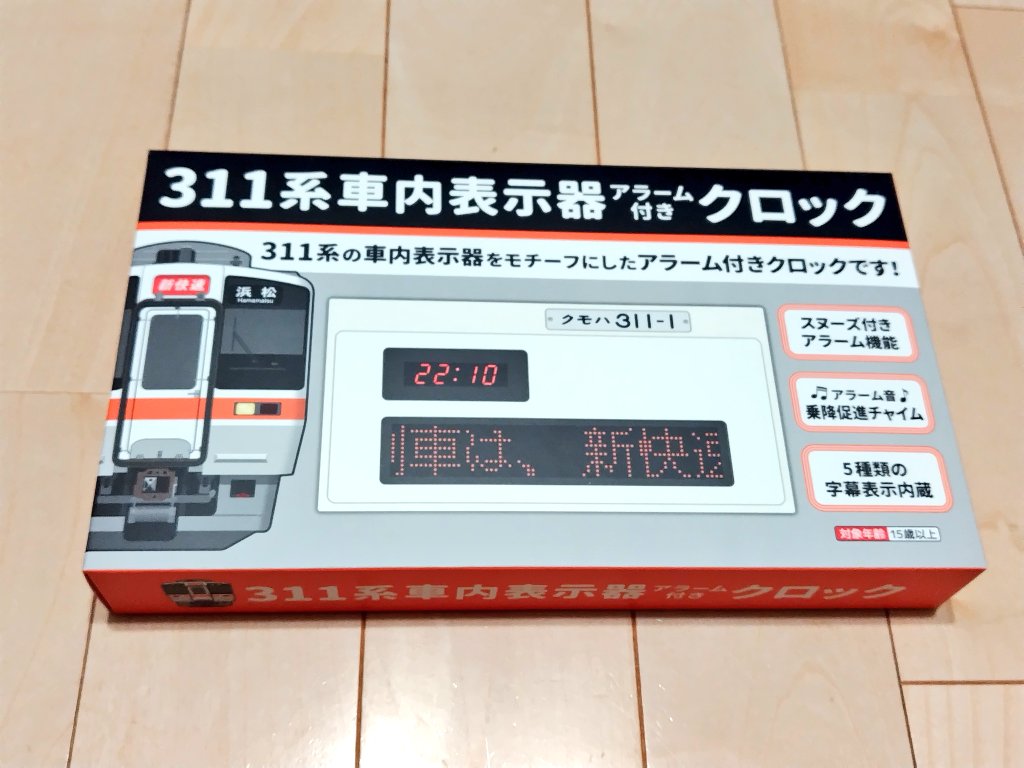 311系車内表示器アラーム付きクロック
311系の車内表示器をモチーフにしたアラーム付きクロックです!
新快速
浜松
Hamamatsu
クモハ311-1
22:10
車は、新快速
スヌーズ付き
アラーム機能
♫アラーム音♪
乗降促進チャイム
5種類の
字幕表示内蔵
対象年齢 15歳以上
311系車内表示器アラーム付きクロック